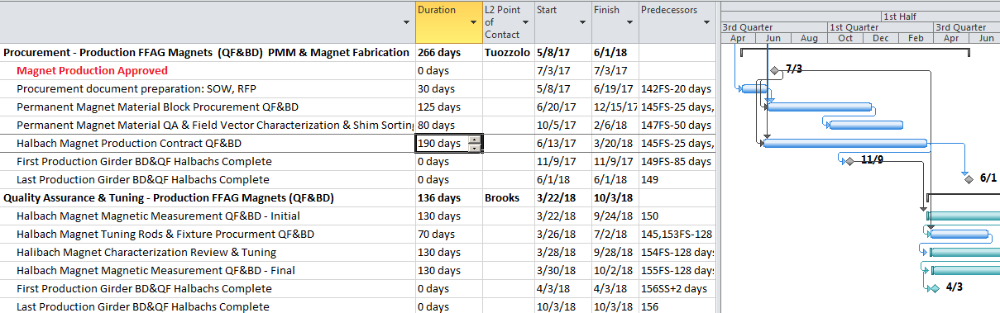 Duration L2 Point of Contact Start Finish Predecessors
1st Half
3rd Quarter 1st Quarter 3rd Quarter
Apr Jun Aug Oct Dec Feb Apr Jun
Procurement - Production FFAG Magnets (QF&BD) PMM & Magnet Fabrication 266 days Tuozzolo 5/8/17 6/1/18
Magnet Production Approved 0 days 7/3/17 7/3/17 7/3
Procurement document preparation: SOW, RFP 30 days 5/8/17 6/19/17 142FS-20 days
Permanent Magnet Material Block Procurement QF&BD 125 days 6/20/17 12/15/17 145FS-25 days,
Permanent Magnet Material QA & Field Vector Characterization & Shim Sorting 80 days 10/5/17 2/6/18 147FS-50 days
Halbach Magnet Production Contract QF&BD 190 days 6/13/17 3/20/18 145FS-25 days,
First Production Girder BD&QF Halbachs Complete 0 days 11/9/17 11/9/17 149FS-85 days 11/9
Last Production Girder BD&QF Halbachs Complete 0 days 6/1/18 6/1/18 149 6/1
Quality Assurance & Tuning - Production FFAG Magnets (QF&BD) 136 days Brooks 3/22/18 10/3/18
Halbach Magnet Magnetic Measurement QF&BD - Initial 130 days 3/22/18 9/24/18 150
Halbach Magnet Tuning Rods & Fixture Procurment QF&BD 70 days 3/26/18 7/2/18 145,153FS-128
Halibach Magnet Characterization Review & Tuning 130 days 3/28/18 9/28/18 154FS-128 days
Halbach Magnet Magnetic Measurement QF&BD - Final 130 days 3/30/18 10/2/18 155FS-128 days
First Production Girder BD&QF Halbachs Complete 0 days 4/3/18 4/3/18 156SS+2 days 4/3
Last Production Girder BD&QF Halbachs Complete 0 days 10/3/18 10/3/18 156